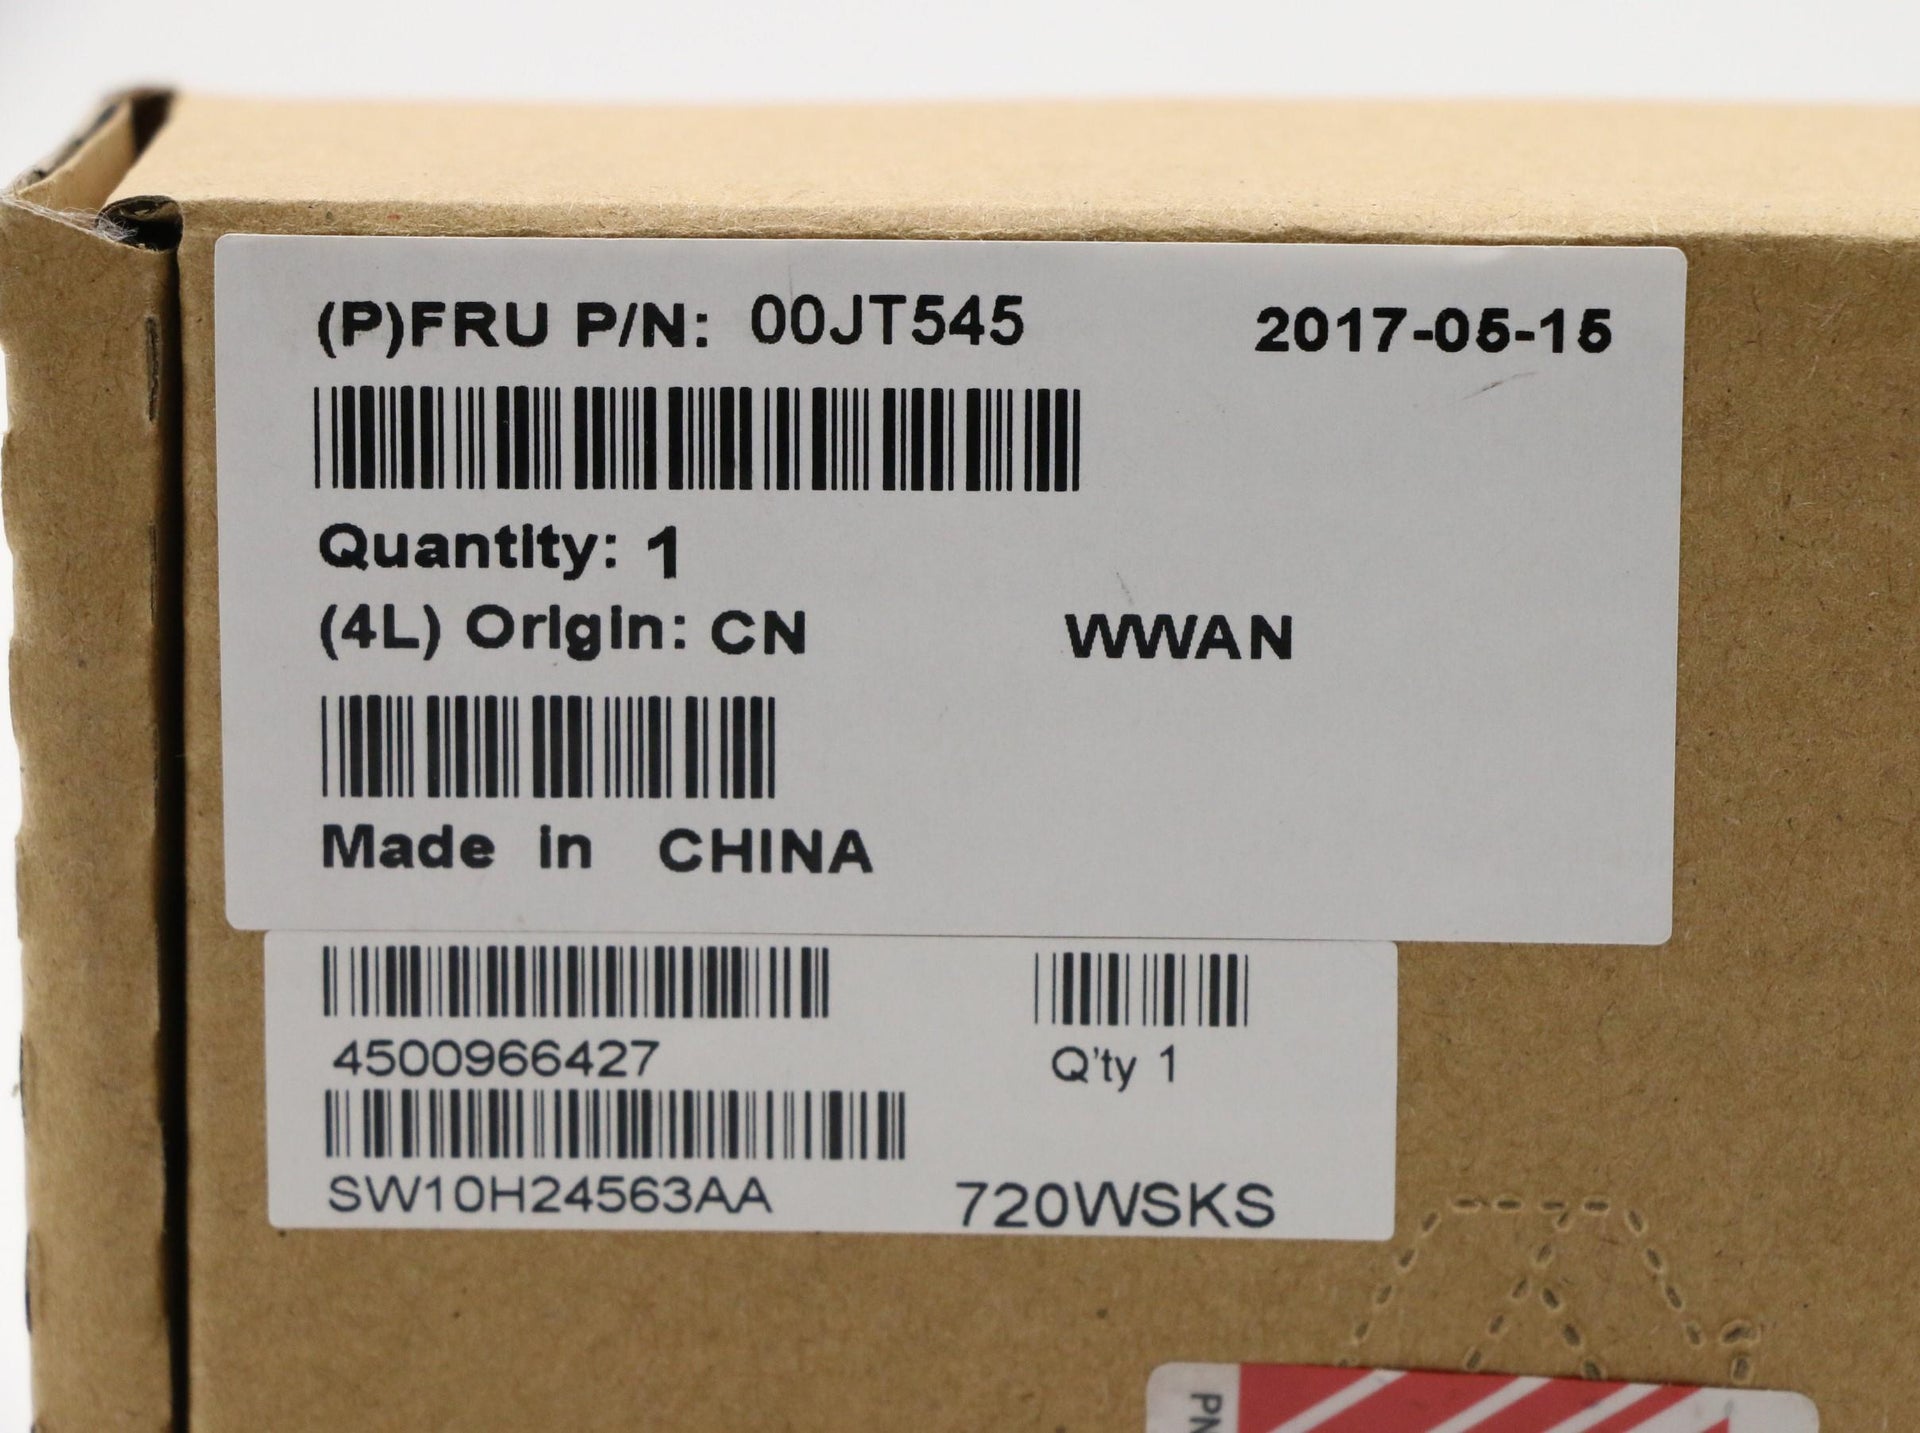 (P)FRU P/N: 00JT545 2017-05-15
Quantity: 1
(4L) Origin: CN WWAN
Made in CHINA
4500966427 Q'ty 1
SW10H24563AA 720WSKS
PN